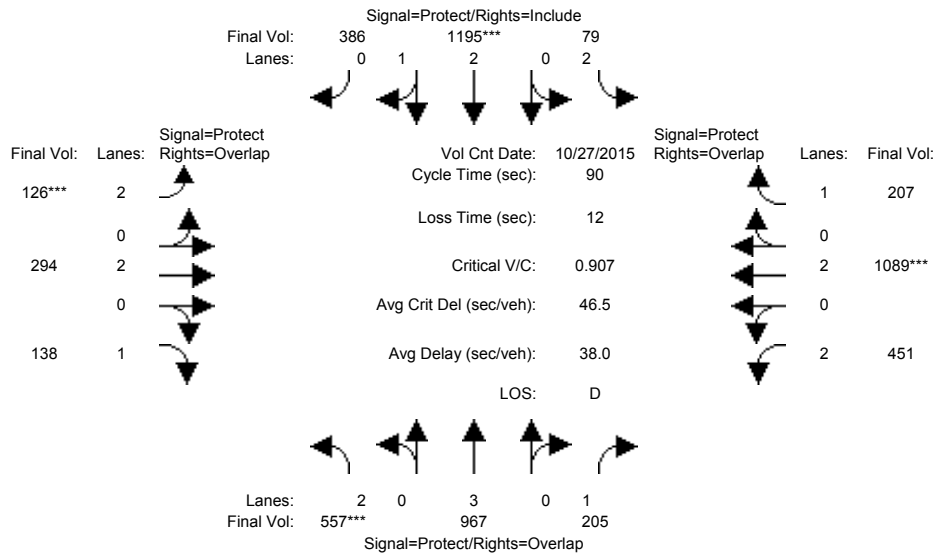 Signal=Protect/Rights=Include
Final Vol: 386 1195*** 79
Lanes: 0 1 2 0 2
Signal=Protect
Final Vol: Lanes: Rights=Overlap
Vol Cnt Date: 10/27/2015
Signal=Protect
Rights=Overlap Lanes: Final Vol:
Cycle Time (sec): 90
126*** 2
1 207
Loss Time (sec): 12
0
0
294 2
Critical V/C: 0.907
2 1089***
0
Avg Crit Del (sec/veh): 46.5
0
138 1
Avg Delay (sec/veh): 38.0
2 451
LOS: D
Lanes: 2 0 3 0 1
Final Vol: 557*** 967 205
Signal=Protect/Rights=Overlap